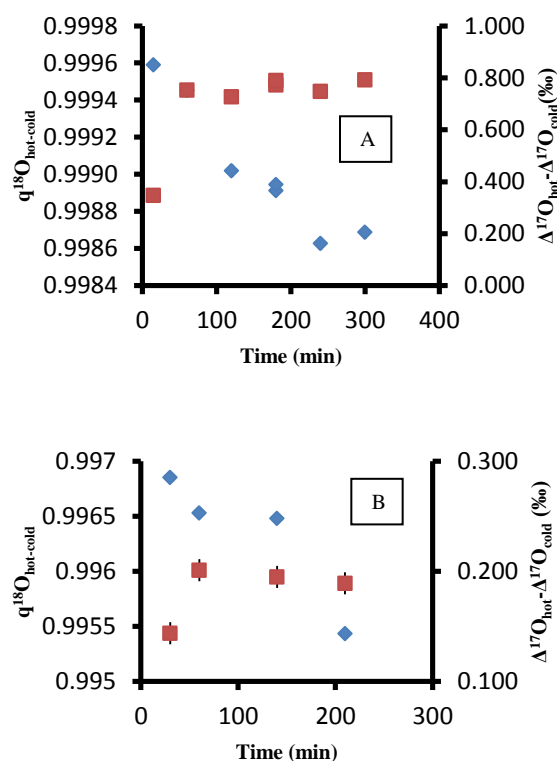 0.9998
0.9996
0.9994
0.9992
0.9990
0.9988
0.9986
0.9984
q¹⁸O hot-cold
1.000
0.800
0.600
0.400
0.200
0.000
Δ¹⁷Ohot-Δ¹⁷Ocold(‰)
A
0 100 200 300 400
Time (min)
0.997
0.9965
0.996
0.9955
0.995
q¹⁸Ohot-cold
0.300
0.200
0.100
Δ¹⁷Ohot-Δ¹⁷Ocold (‰)
B
0 100 200 300
Time (min)